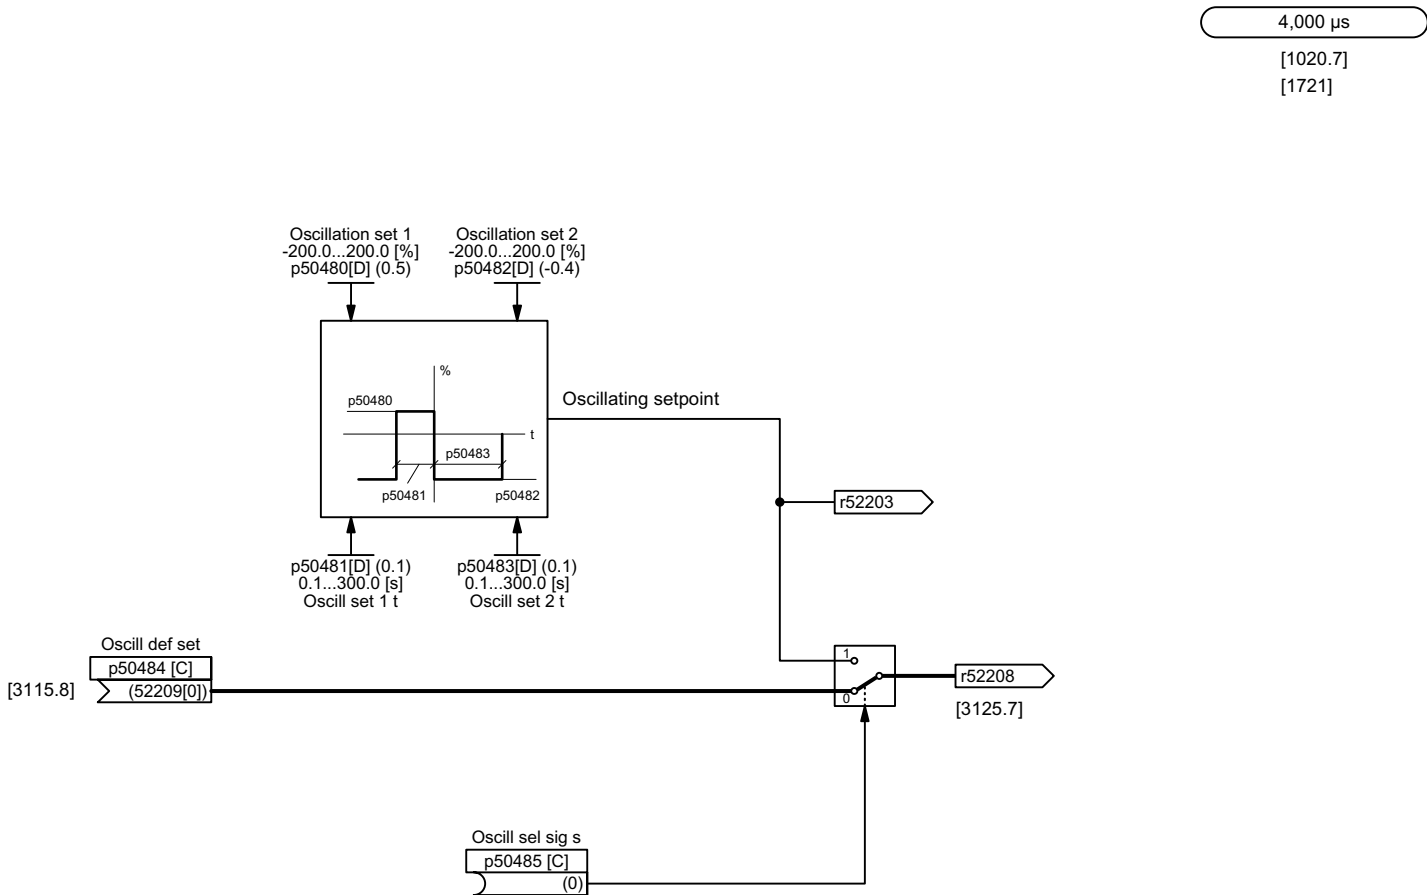 4,000 µs
[1020.7]
[1721]
Oscillation set 1
-200.0...200.0 [%]
p50480[D] (0.5)
Oscillation set 2
-200.0...200.0 [%]
p50482[D] (-0.4)
%
p50480
t
p50483
p50481
p50482
Oscillating setpoint
r52203
p50481[D] (0.1)
0.1...300.0 [s]
Oscill set 1 t
p50483[D] (0.1)
0.1...300.0 [s]
Oscill set 2 t
Oscill def set
p50484 [C]
[3115.8]
(52209[0])
1
0
r52208
[3125.7]
Oscill sel sig s
p50485 [C]
(0)